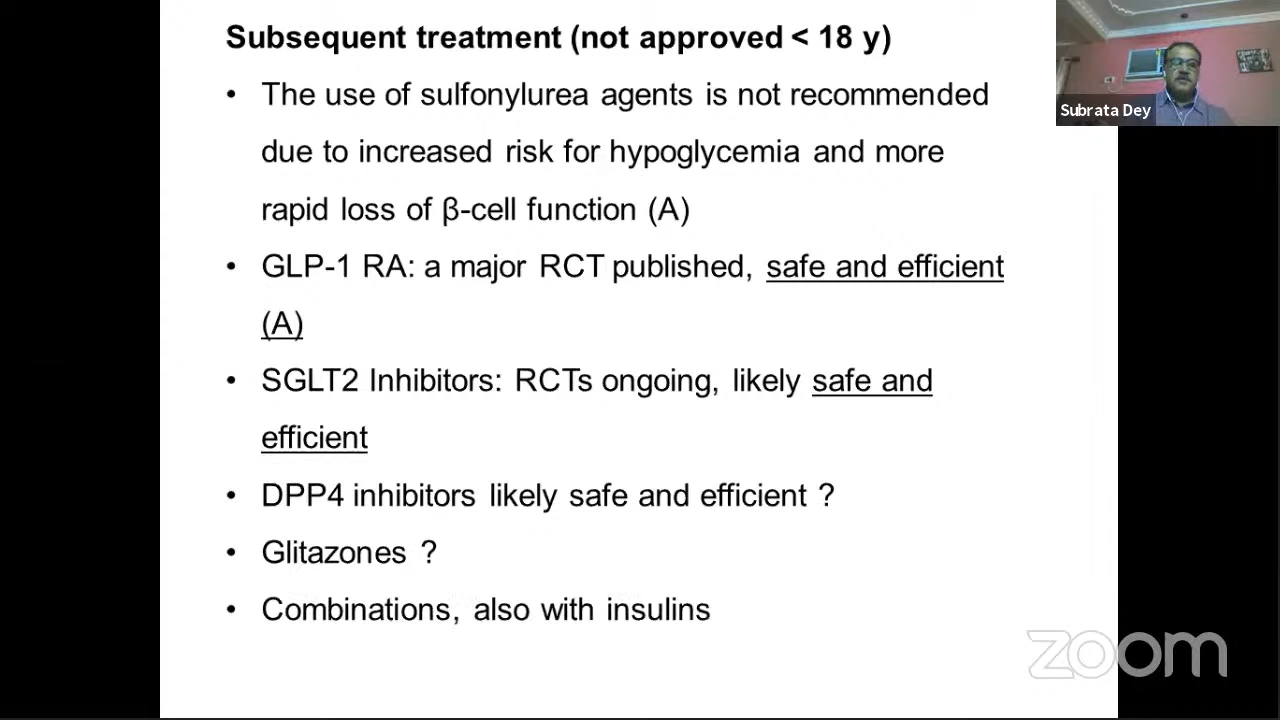 Subsequent treatment (not approved < 18 y)
• The use of sulfonylurea agents is not recommended
due to increased risk for hypoglycemia and more
rapid loss of β-cell function (A)
• GLP-1 RA: a major RCT published, safe and efficient
(A)
• SGLT2 Inhibitors: RCTs ongoing, likely safe and
efficient
• DPP4 inhibitors likely safe and efficient ?
• Glitazones ?
• Combinations, also with insulins
Subrata Dey
zoom